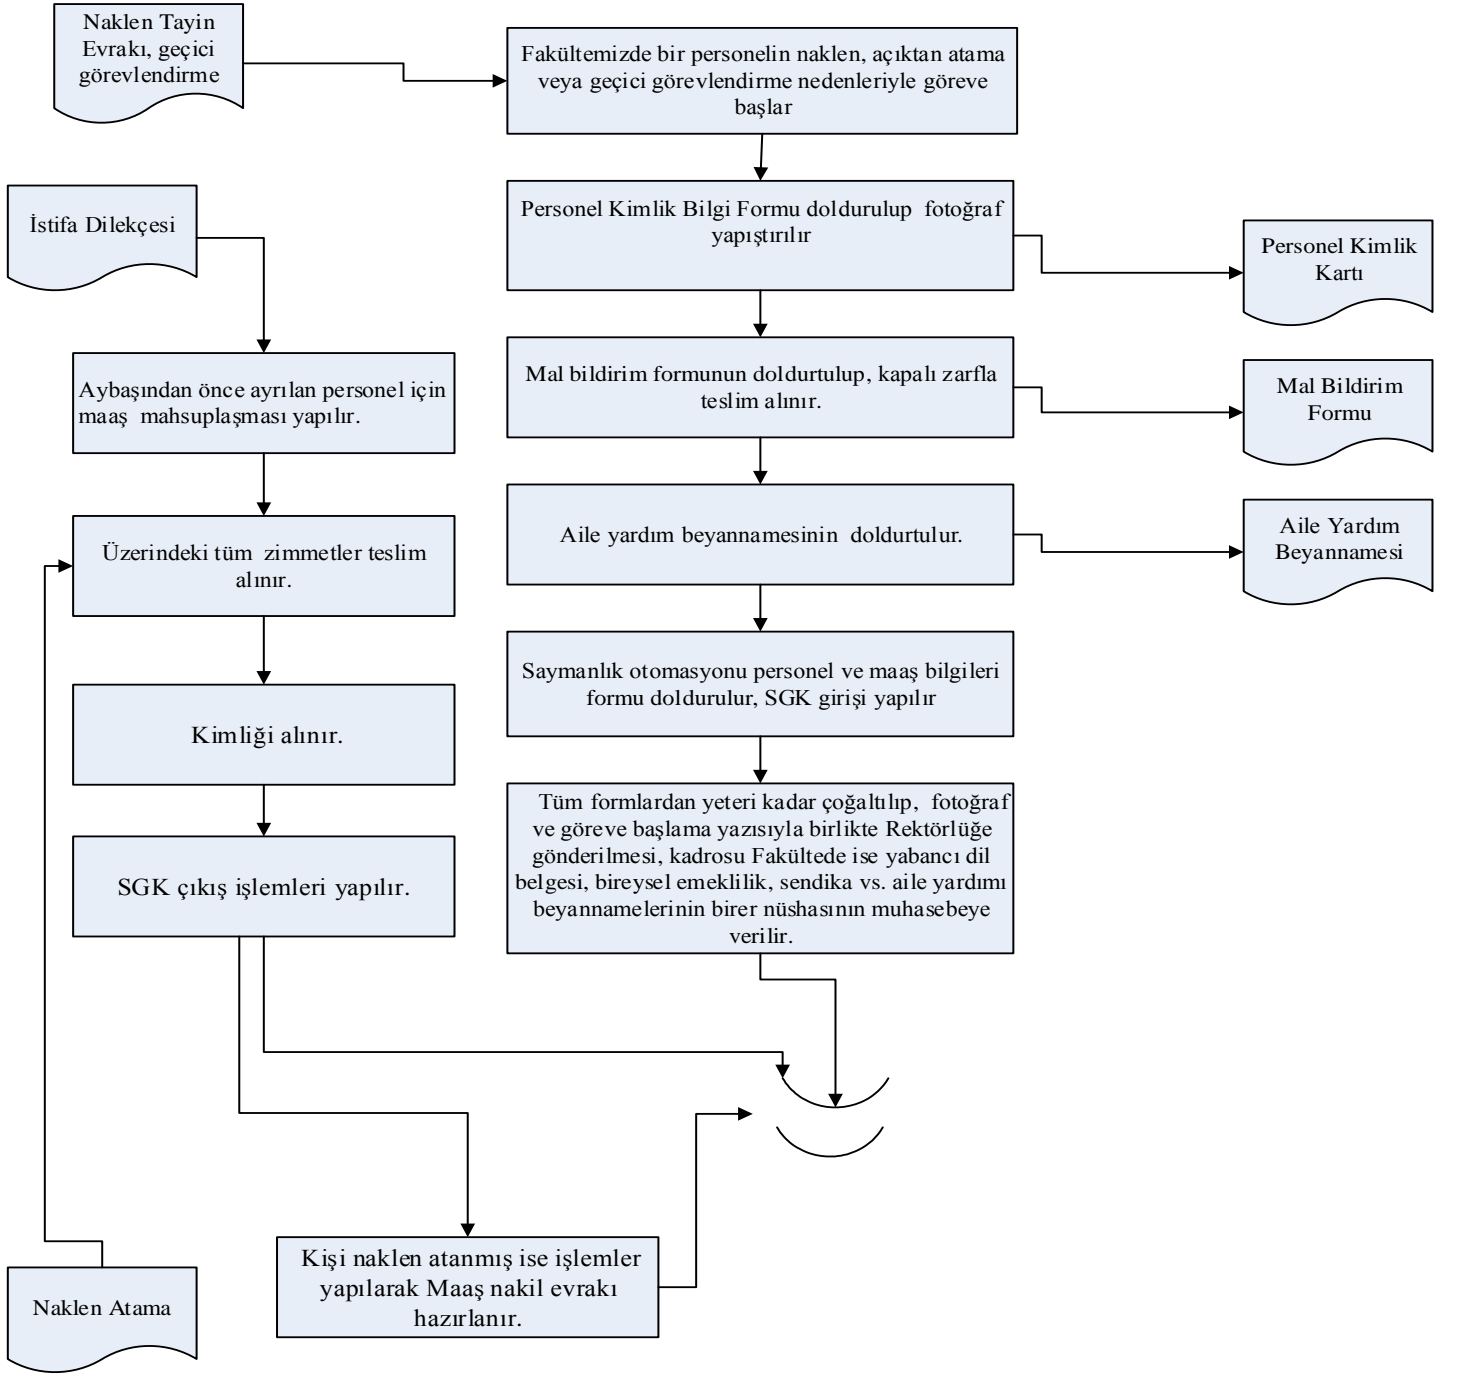 Naklen Tayin
Evrakı, geçici
görevlendirme
Fakültemizde bir personelin naklen, açıktan atama
veya geçici görevlendirme nedenleriyle göreve
başlar
İstifa Dilekçesi
Personel Kimlik Bilgi Formu doldurulup fotoğraf
yapıştırılır
Personel Kimlik
Kartı
Aybaşından önce ayrılan personel için
maaş mahsuplaşması yapılır.
Mal bildirim formunun doldurtulup, kapalı zarfla
teslim alınır.
Mal Bildirim
Formu
Üzerindeki tüm zimmetler teslim
alınır.
Aile yardım beyannamesinin doldurtulur.
Aile Yardım
Beyannamesi
Kimliği alınır.
Saymanlık otomasyonu personel ve maaş bilgileri
formu doldurulur, SGK girişi yapılır
SGK çıkış işlemleri yapılır.
Tüm formlardan yeteri kadar çoğaltılıp, fotoğraf
ve göreve başlama yazısıyla birlikte Rektörlüğe
gönderilmesi, kadrosu Fakültede ise yabancı dil
belgesi, bireysel emeklilik, sendika vs. aile yardımı
beyannamelerinin birer nüshasının muhasebeye
verilir.
Kişi naklen atanmış ise işlemler
yapılarak Maaş nakil evrakı
hazırlanır.
Naklen Atama